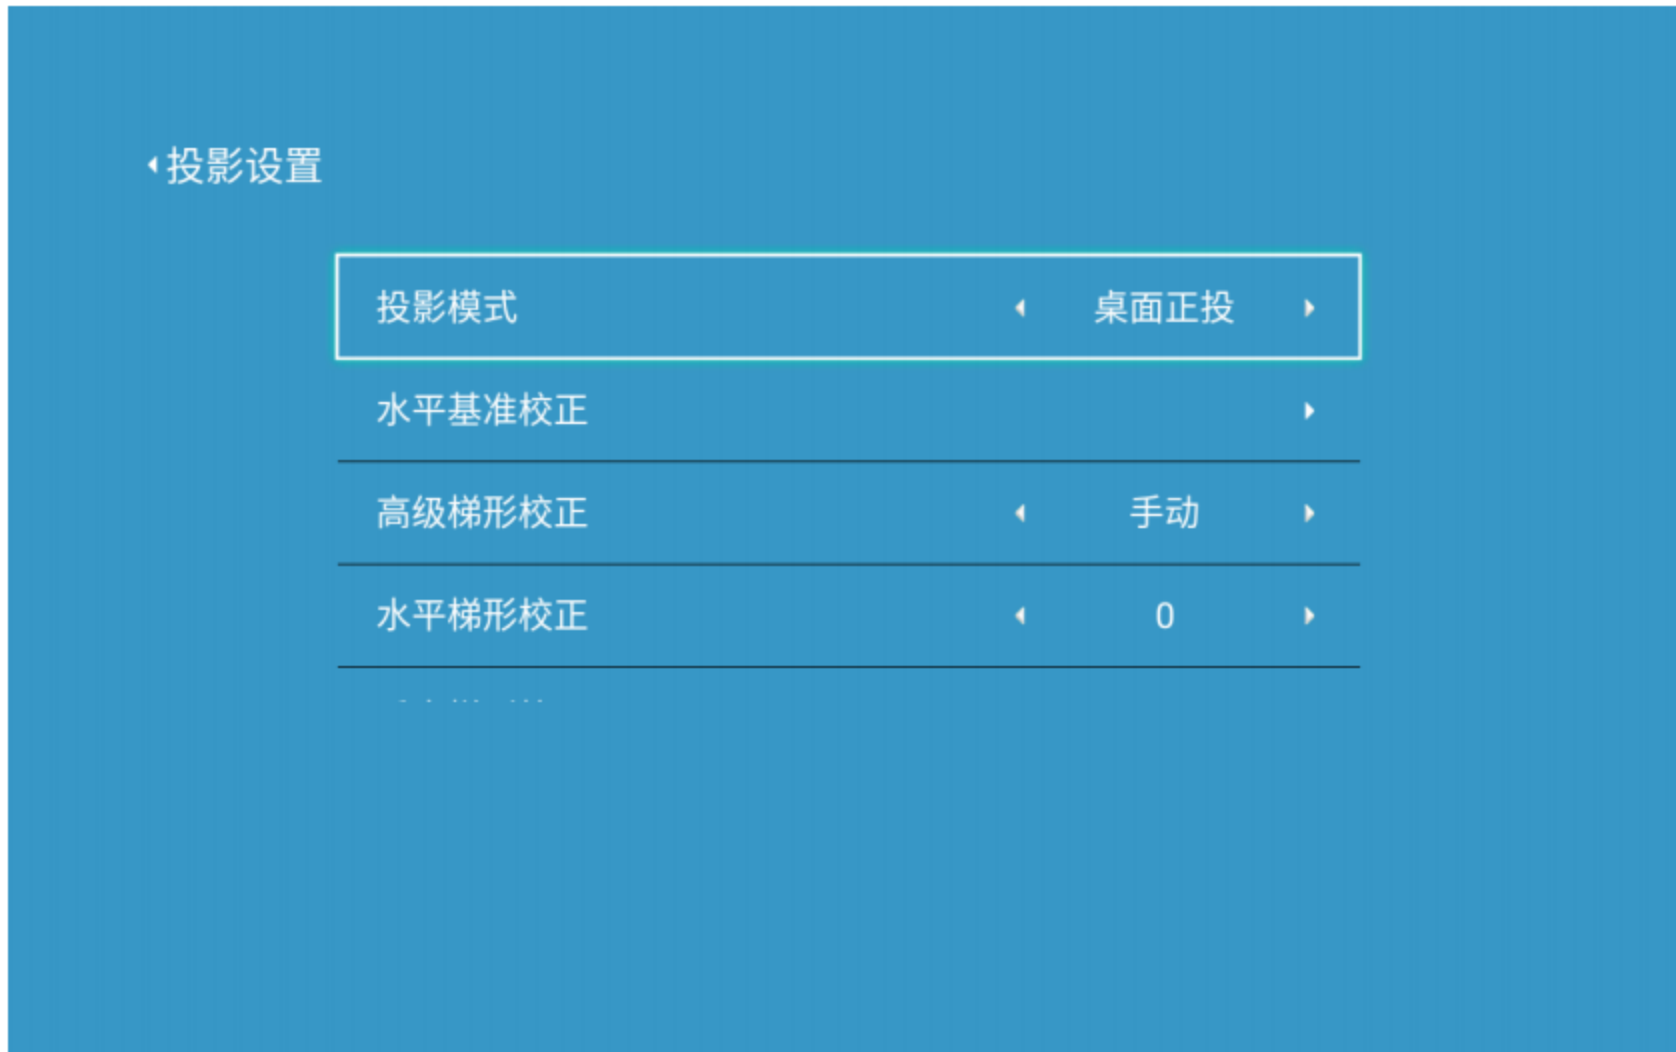 投影设置
投影模式 桌面正投
水平基准校正
高级梯形校正 手动
水平梯形校正 0